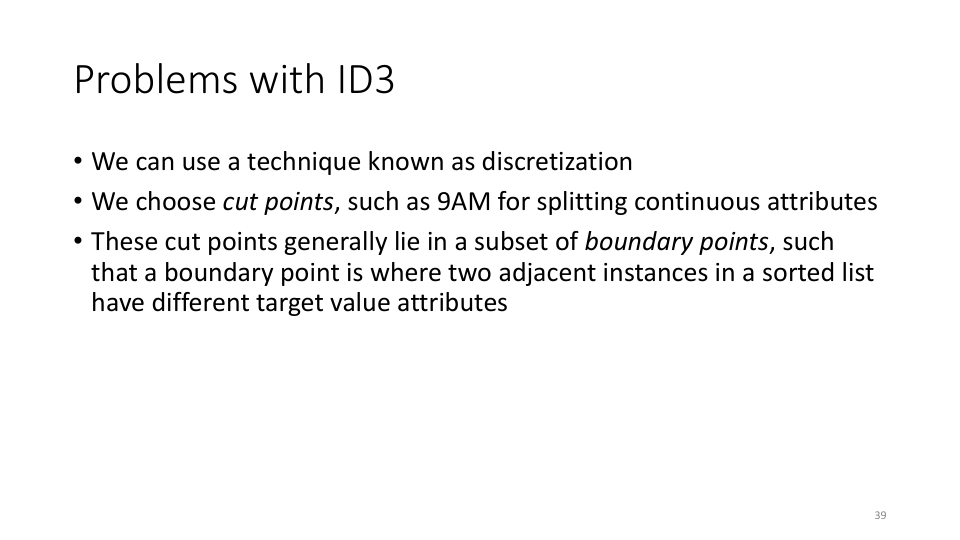 Problems with ID3
• We can use a technique known as discretization
• We choose cut points, such as 9AM for splitting continuous attributes
• These cut points generally lie in a subset of boundary points, such
that a boundary point is where two adjacent instances in a sorted list
have different target value attributes
39